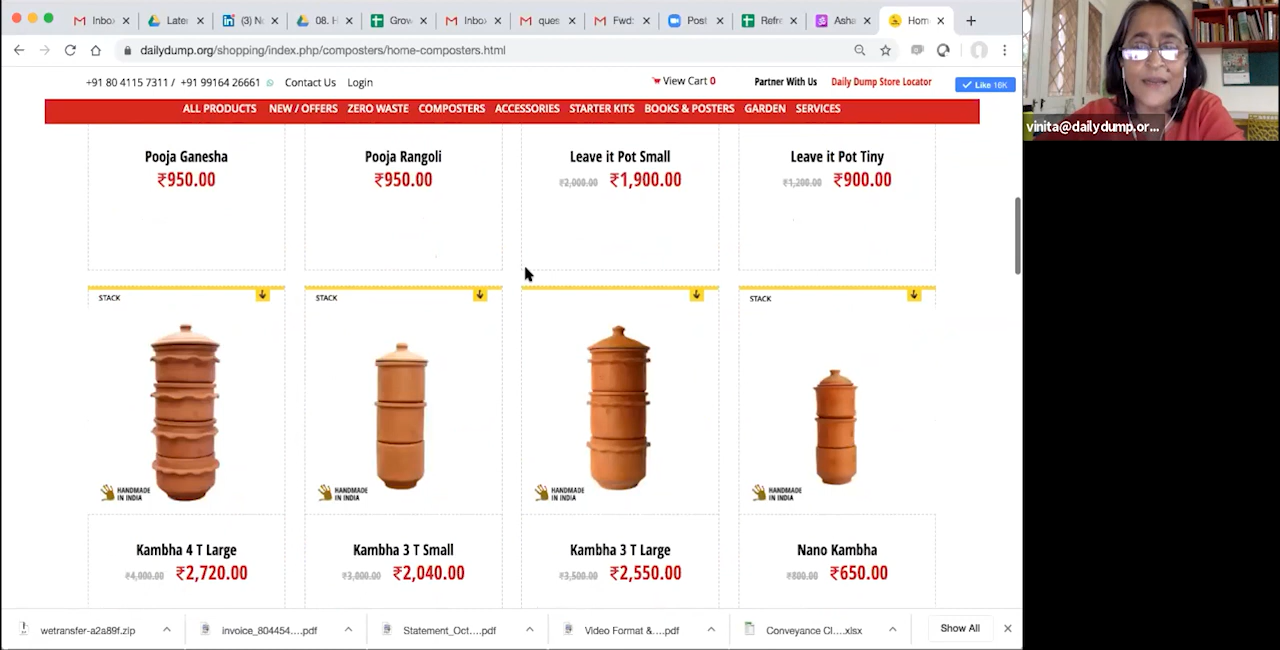 Inbox
Later
(3) N
08. H
Grow
Inbox
ques
Fwd:
Post
Refr
Asha
Hom
dailydump.org/shopping/index.php/composters/home-composters.html
+91 80 4115 7311 / +91 99164 26661 Contact Us Login
View Cart 0
Partner With Us
Daily Dump Store Locator
Like 16K
ALL PRODUCTS NEW / OFFERS ZERO WASTE COMPOSTERS ACCESSORIES STARTER KITS BOOKS & POSTERS GARDEN SERVICES
vinita@dailydump.or...
Pooja Ganesha
₹950.00
Pooja Rangoli
₹950.00
Leave it Pot Small
₹2,000.00 ₹1,900.00
Leave it Pot Tiny
₹1,200.00 ₹900.00
STACK
HANDMADE
IN INDIA
Kambha 4 T Large
₹4,000.00 ₹2,720.00
STACK
HANDMADE
IN INDIA
Kambha 3 T Small
₹3,000.00 ₹2,040.00
HANDMADE
IN INDIA
Kambha 3 T Large
₹3,500.00 ₹2,550.00
STACK
HANDMADE
IN INDIA
Nano Kambha
₹800.00 ₹650.00
wetransfer-a2a89f.zip
invoice_804454....pdf
Statement_Oct....pdf
Video Format &....pdf
Conveyance Cl....xlsx
Show All